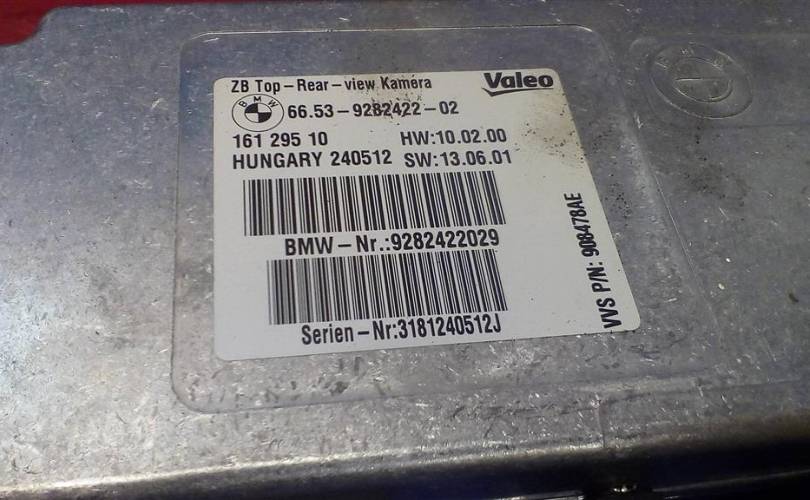 ZB Top-Rear-view Kamera
Valeo
BMW
66.53-9282422-02
161 295 10 HW:10.02.00
HUNGARY 240512 SW:13.06.01
BMW-Nr.:9282422029
Serien-Nr:3181240512J
VVS P/N: 908478AE
BMW